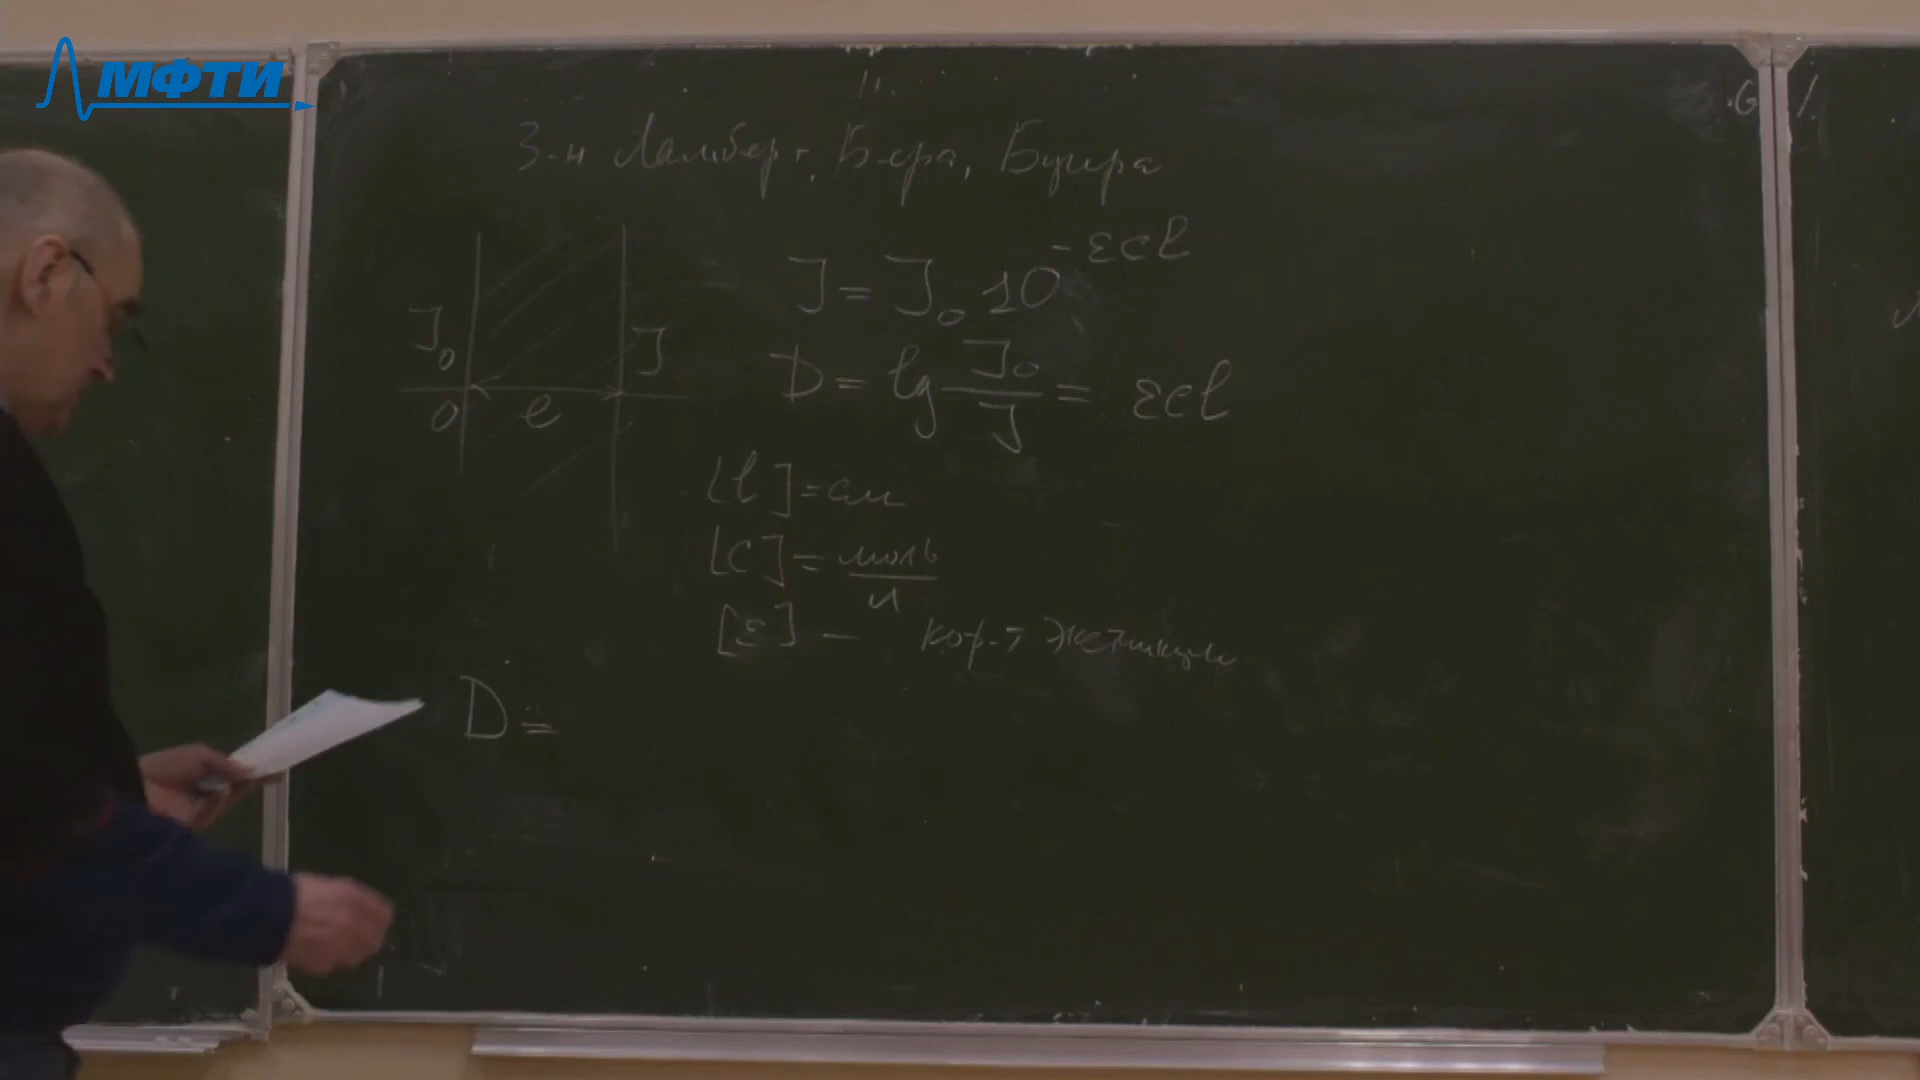 МФТИ
З-н Ламберт, Бера, Бугера
J = J₀ 10^(-εcl)
J₀ J
0 l
D = lg J₀/J = εcl
[l] = см
[C] = моль/л
[ε] - коэф-т экстинкции
D =